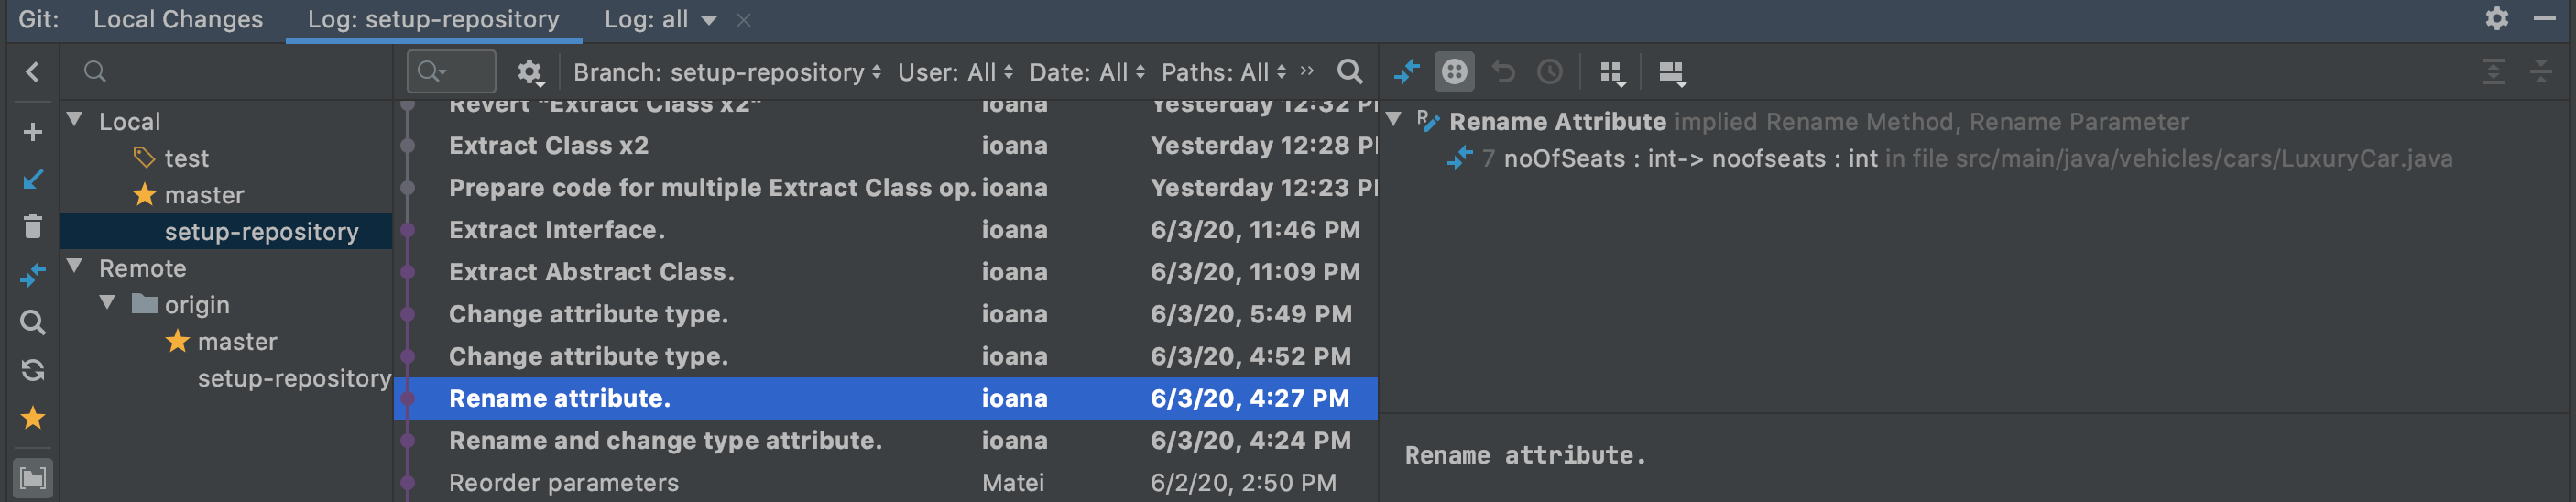 Git: Local Changes Log: setup-repository Log: all
Branch: setup-repository User: All Date: All Paths: All »
Local
test
master
setup-repository
Remote
origin
master
setup-repository
Revert "Extract Class x2" ioana Yesterday 12:32 PM
Extract Class x2 ioana Yesterday 12:28 PM
Prepare code for multiple Extract Class op. ioana Yesterday 12:23 PM
Extract Interface. ioana 6/3/20, 11:46 PM
Extract Abstract Class. ioana 6/3/20, 11:09 PM
Change attribute type. ioana 6/3/20, 5:49 PM
Change attribute type. ioana 6/3/20, 4:52 PM
Rename attribute. ioana 6/3/20, 4:27 PM
Rename and change type attribute. ioana 6/3/20, 4:24 PM
Reorder parameters Matei 6/2/20, 2:50 PM
R Rename Attribute implied Rename Method, Rename Parameter
7 noOfSeats : int-> noofseats : int in file src/main/java/vehicles/cars/LuxuryCar.java
Rename attribute.